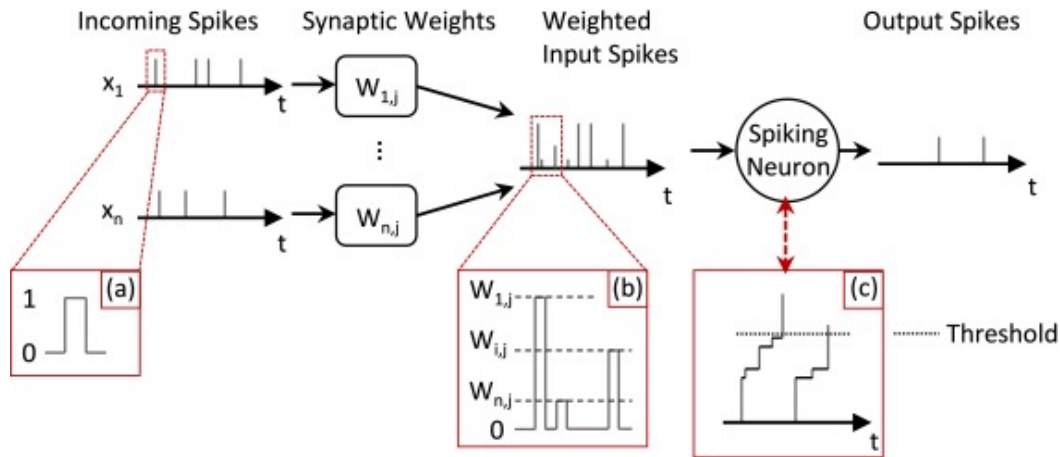 Incoming Spikes
Synaptic Weights
Weighted
Input Spikes
Output Spikes
x1
t
W1,j
⋮
xn
t
Wn,j
t
Spiking
Neuron
t
(a)
1
0
(b)
W1,j
Wi,j
Wn,j
0
(c)
t
Threshold